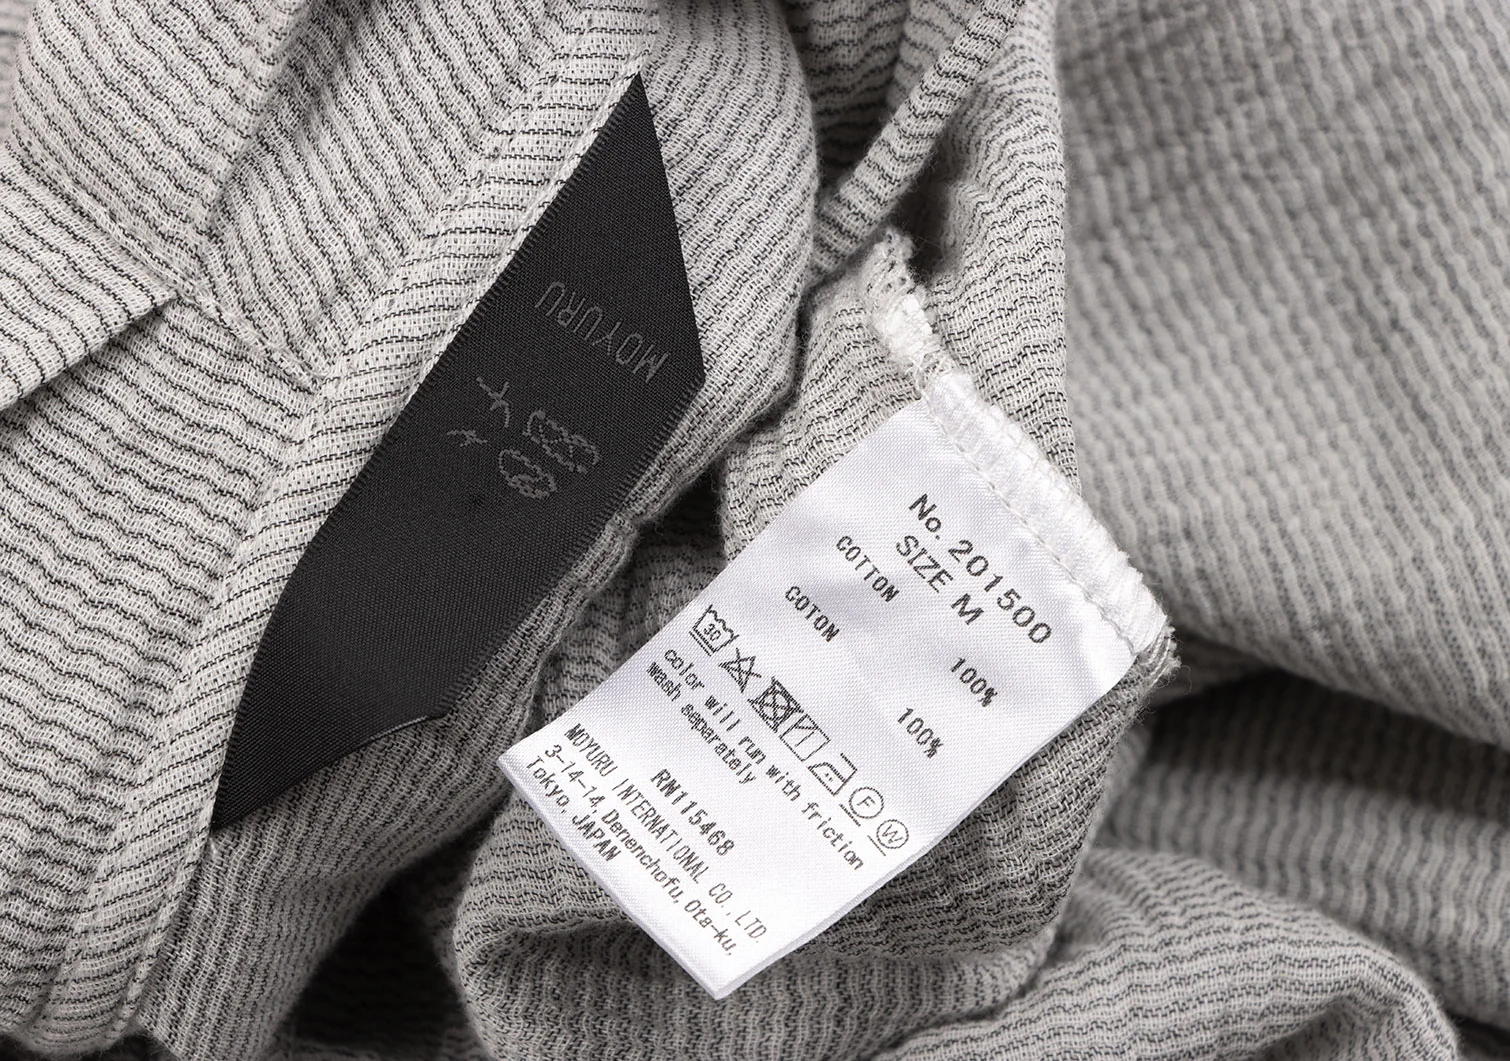 MOYURU
No. 201500
SIZE M
COTTON 100%
COTON 100%
30
F W
color will run with friction
wash separately
RN115468
MOYURU INTERNATIONAL CO., LTD.
3-14-14, Denenchofu, Ota-ku,
Tokyo, JAPAN